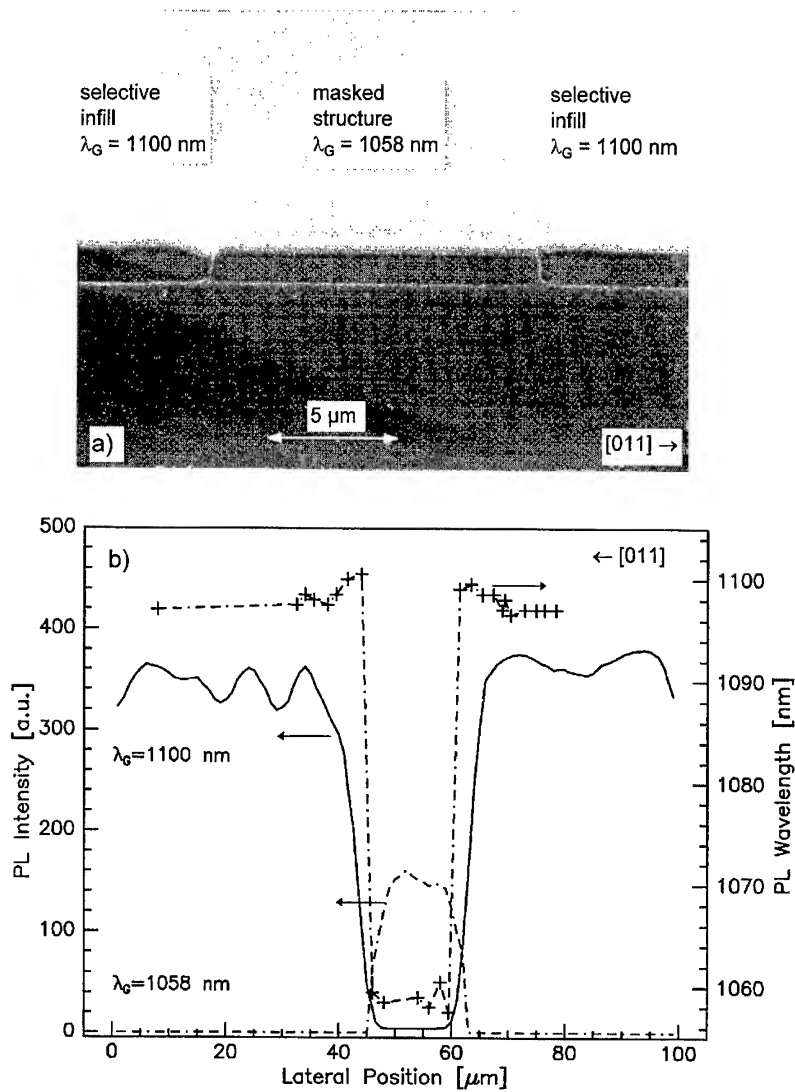 selective
infill
λG = 1100 nm
masked
structure
λG = 1058 nm
selective
infill
λG = 1100 nm
5 µm
a)
[011] →
b)
← [011]
500
400
300
200
100
0
PL Intensity [a.u.]
λG=1100 nm
λG=1058 nm
1100
1090
1080
1070
1060
PL Wavelength [nm]
0 20 40 60 80 100
Lateral Position [µm]